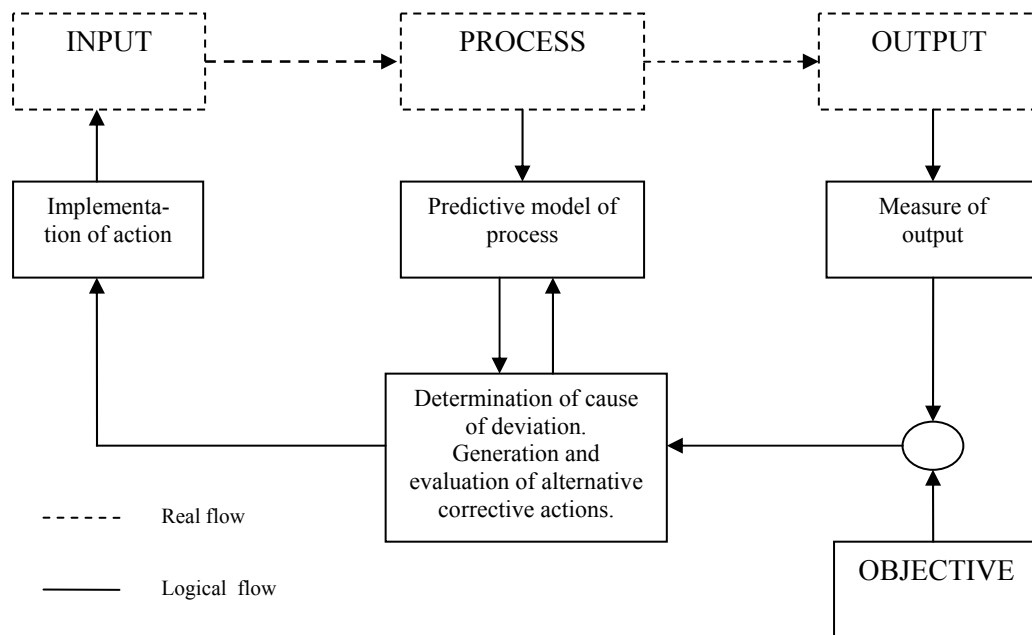 INPUT
PROCESS
OUTPUT
Implementa-
tion of action
Predictive model of
process
Measure of
output
Determination of cause
of deviation.
Generation and
evaluation of alternative
corrective actions.
Real flow
Logical flow
OBJECTIVE